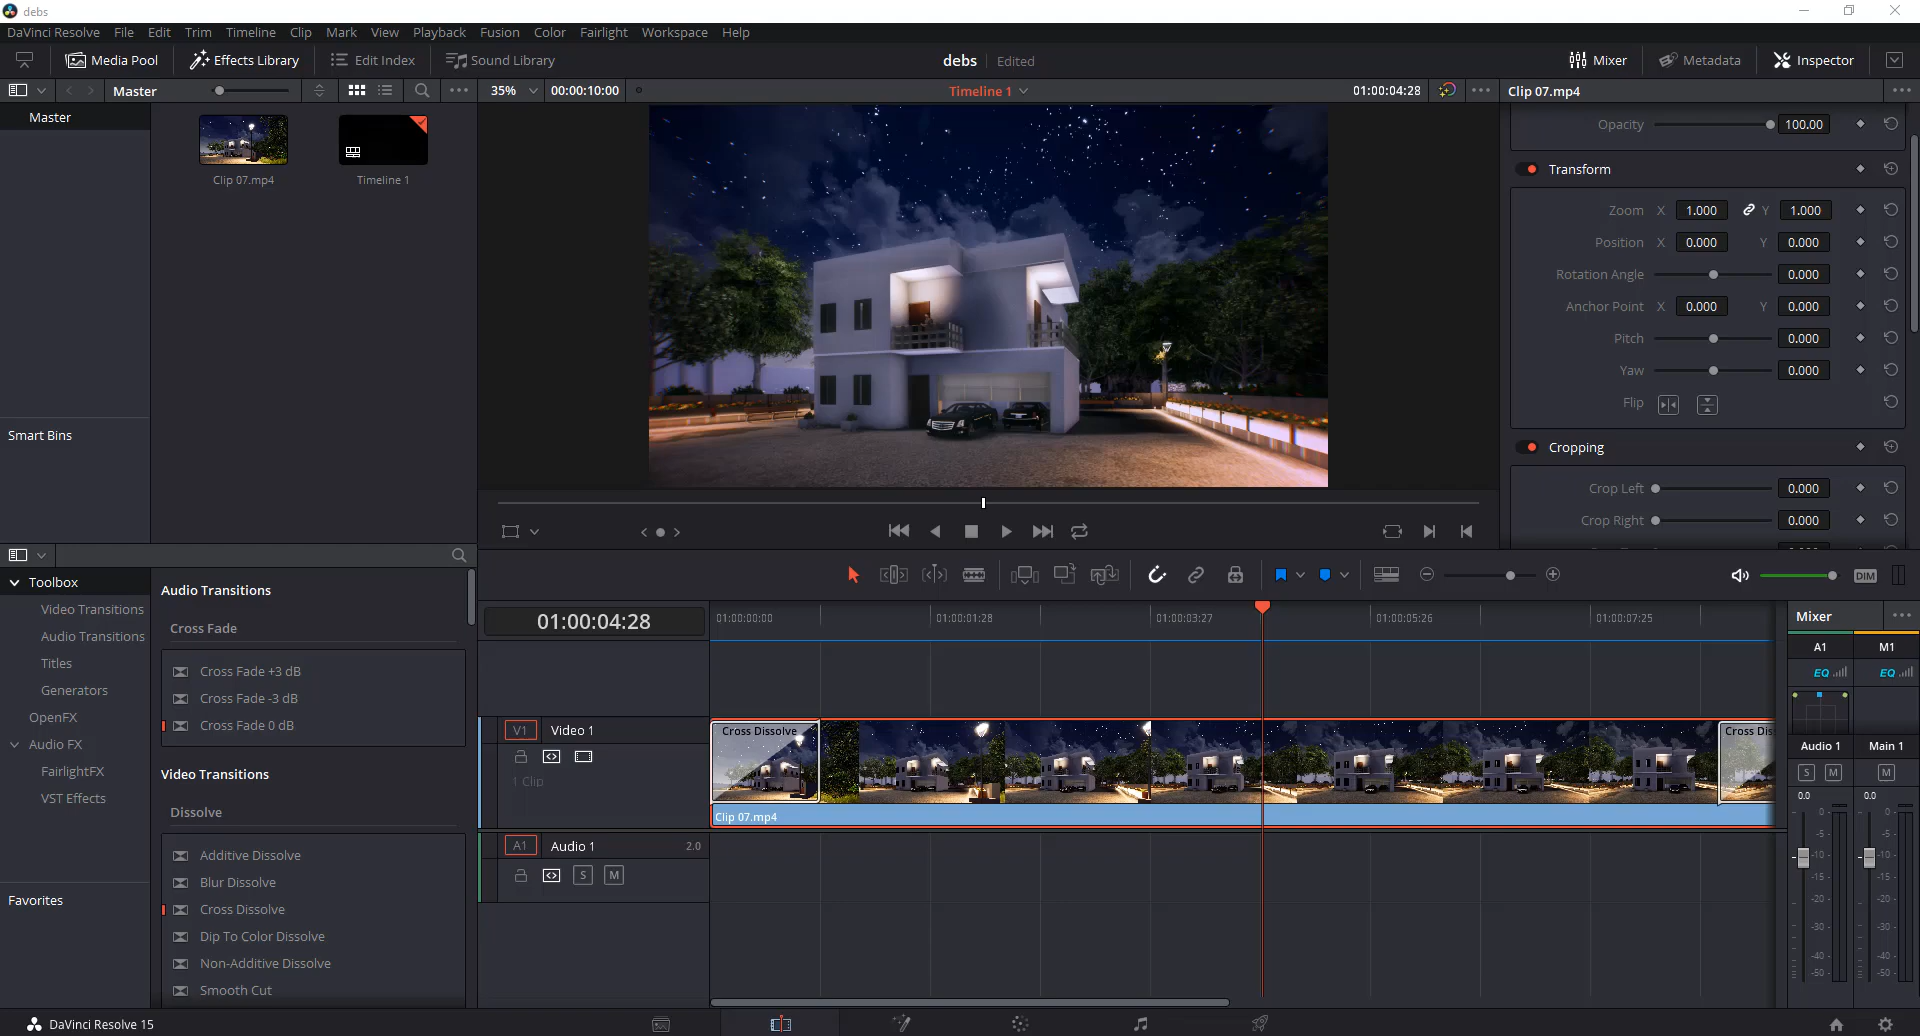 debs
DaVinci Resolve File Edit Trim Timeline Clip Mark View Playback Fusion Color Fairlight Workspace Help
Media Pool Effects Library Edit Index Sound Library debs Edited Mixer Metadata Inspector
Master 35% 00:00:10:00 Timeline 1 01:00:04:28 Clip 07.mp4
Master
Clip 07.mp4 Timeline 1
Smart Bins
Opacity 100.00
Transform
Zoom X 1.000 Y 1.000
Position X 0.000 Y 0.000
Rotation Angle 0.000
Anchor Point X 0.000 Y 0.000
Pitch 0.000
Yaw 0.000
Flip
Cropping
Crop Left 0.000
Crop Right 0.000
Toolbox
Video Transitions
Audio Transitions
Titles
Generators
OpenFX
Audio FX
FairlightFX
VST Effects
Favorites
Audio Transitions
Cross Fade
Cross Fade +3 dB
Cross Fade -3 dB
Cross Fade 0 dB
Video Transitions
Dissolve
Additive Dissolve
Blur Dissolve
Cross Dissolve
Dip To Color Dissolve
Non-Additive Dissolve
Smooth Cut
DIM
01:00:04:28 01:00:00:00 01:00:01:28 01:00:03:27 01:00:05:26 01:00:07:25
V1 Video 1
1 Clip
Cross Dissolve Cross Dis
Clip 07.mp4
A1 Audio 1 2.0
S M
Mixer
A1 M1
EQ EQ
Audio 1 Main 1
S M M
0.0 0.0
0 0
-5 -5
-10 -10
-15 -15
-20 -20
-30 -30
-40 -40
-50 -50
DaVinci Resolve 15